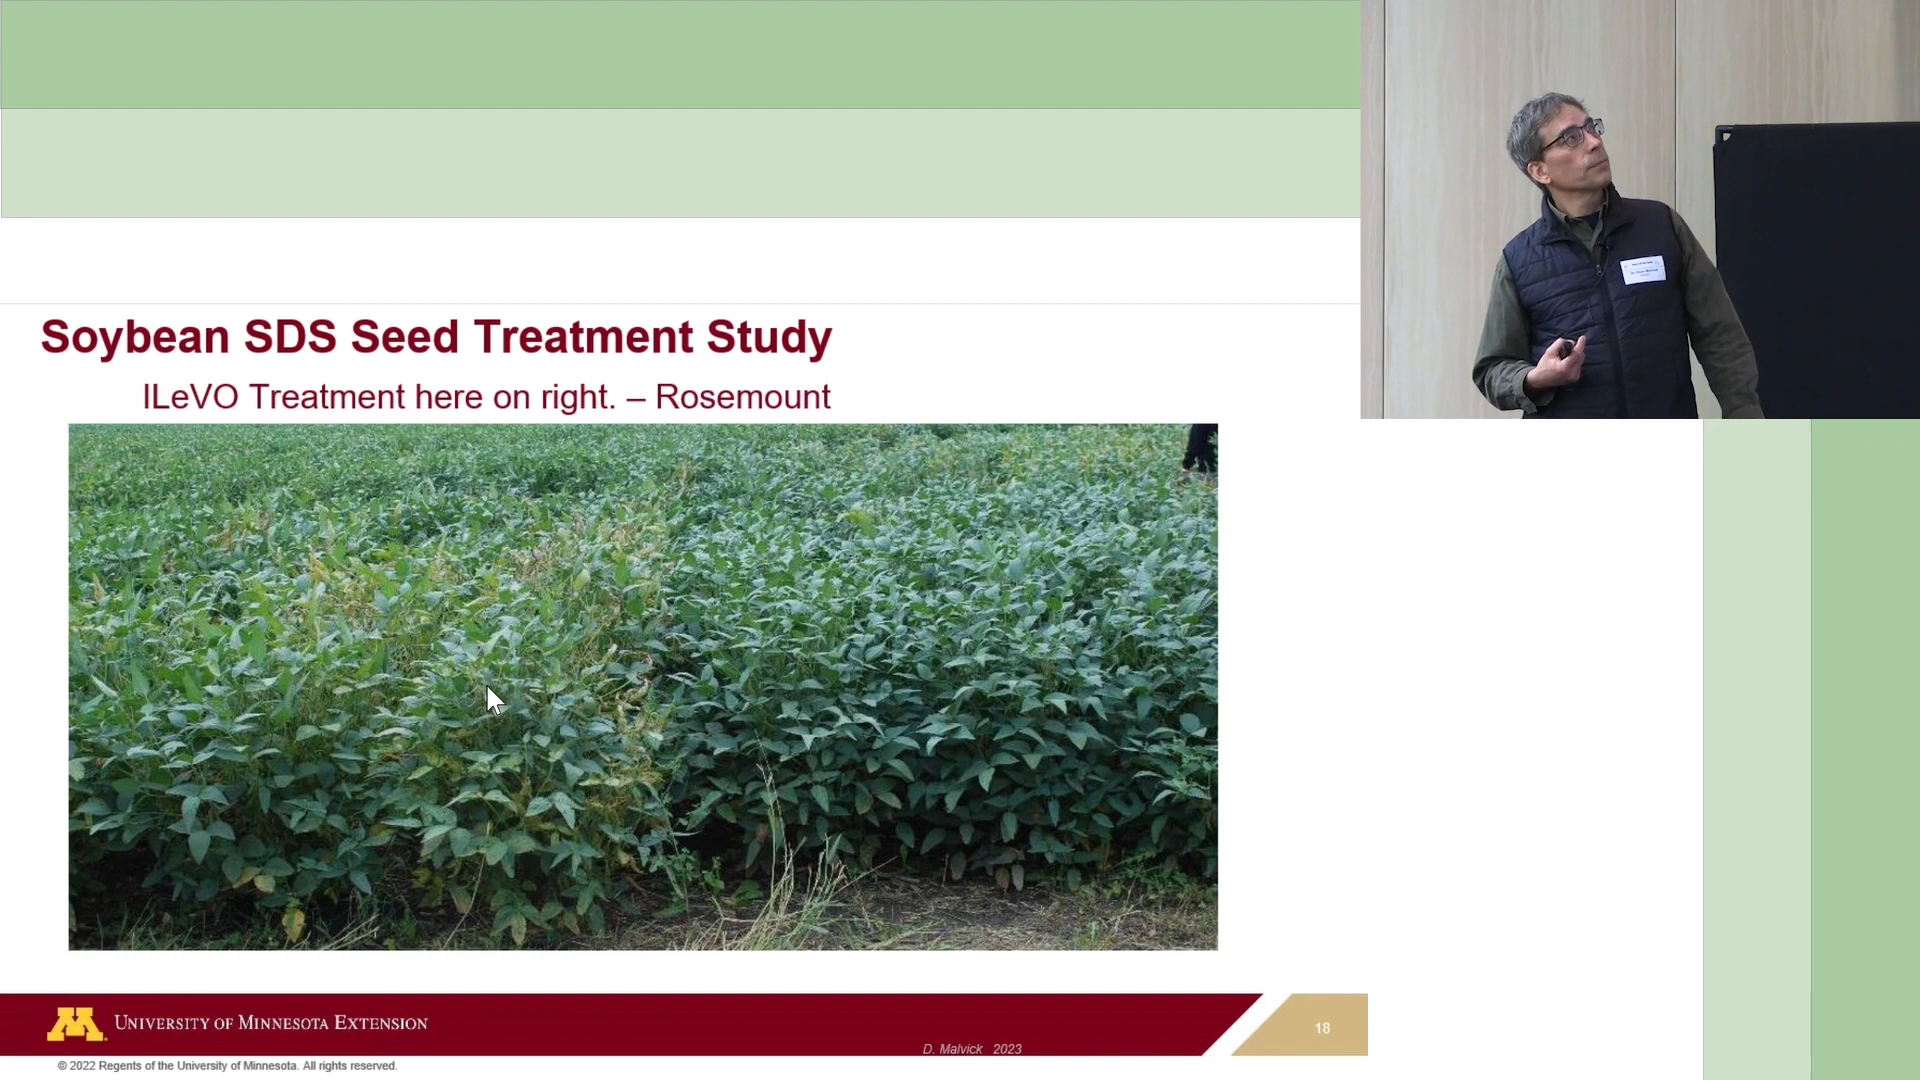 Soybean SDS Seed Treatment Study
ILeVO Treatment here on right. – Rosemount
UNIVERSITY OF MINNESOTA EXTENSION
18
D. Malvick 2023
© 2022 Regents of the University of Minnesota. All rights reserved.